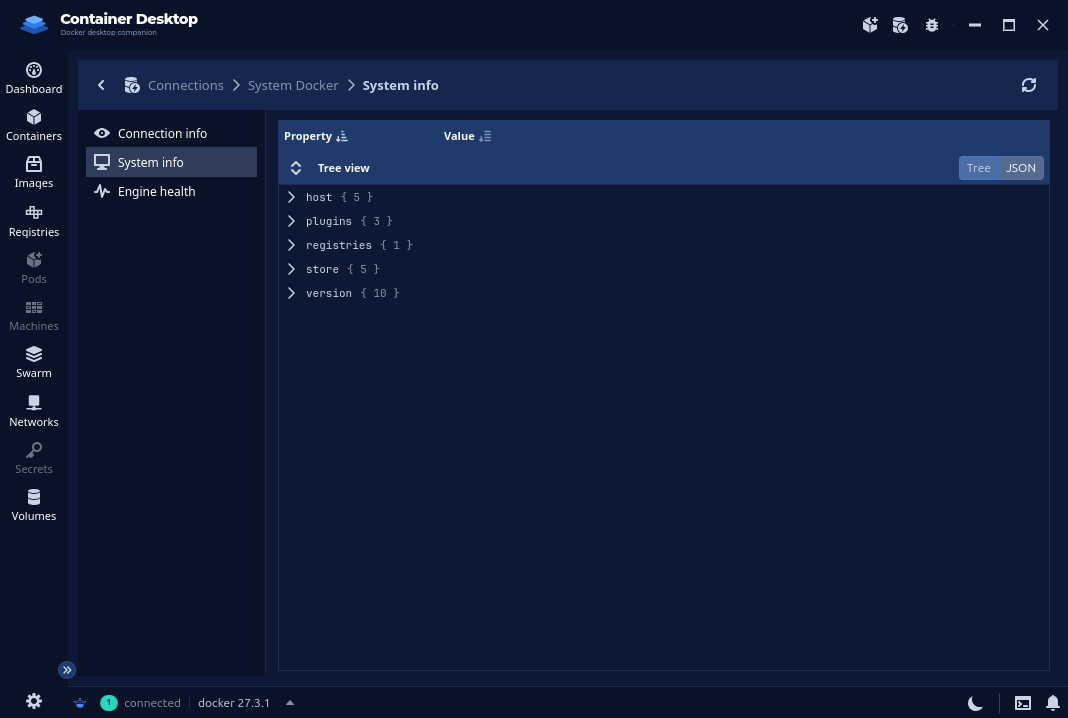 Container Desktop
Docker desktop companion
Connections System Docker System info
Dashboard
Containers
Images
Registries
Pods
Machines
Swarm
Networks
Secrets
Volumes
Connection info
System info
Engine health
Property Value
Tree view Tree JSON
host { 5 }
plugins { 3 }
registries { 1 }
store { 5 }
version { 10 }
1 connected docker 27.3.1